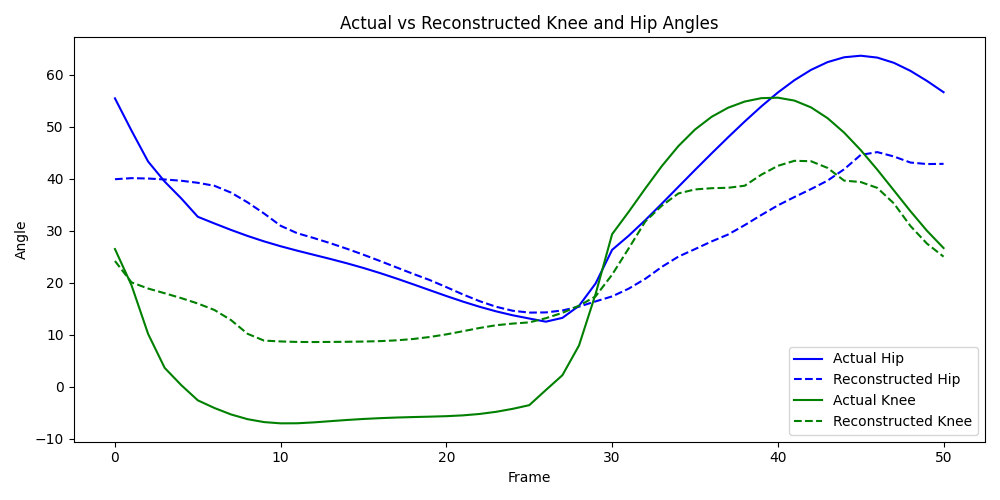 Actual vs Reconstructed Knee and Hip Angles
Angle
60
50
40
30
20
10
0
−10
0 10 20 30 40 50
Frame
Actual Hip
Reconstructed Hip
Actual Knee
Reconstructed Knee